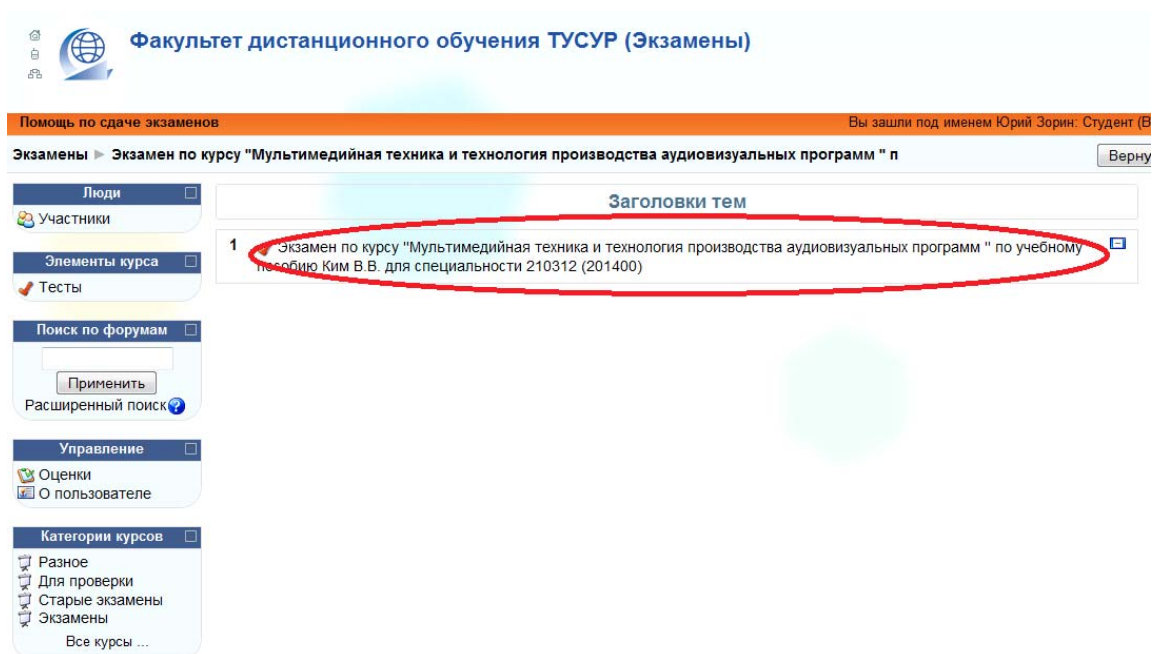 Факультет дистанционного обучения ТУСУР (Экзамены)
Помощь по сдаче экзаменов
Вы зашли под именем Юрий Зорин: Студент (В
Экзамены ► Экзамен по курсу "Мультимедийная техника и технология производства аудиовизуальных программ " п
Верну
Люди
Участники
Элементы курса
Тесты
Поиск по форумам
Применить
Расширенный поиск
Управление
Оценки
О пользователе
Категории курсов
Разное
Для проверки
Старые экзамены
Экзамены
Все курсы ...
Заголовки тем
1
Экзамен по курсу "Мультимедийная техника и технология производства аудиовизуальных программ " по учебному
пособию Ким В.В. для специальности 210312 (201400)